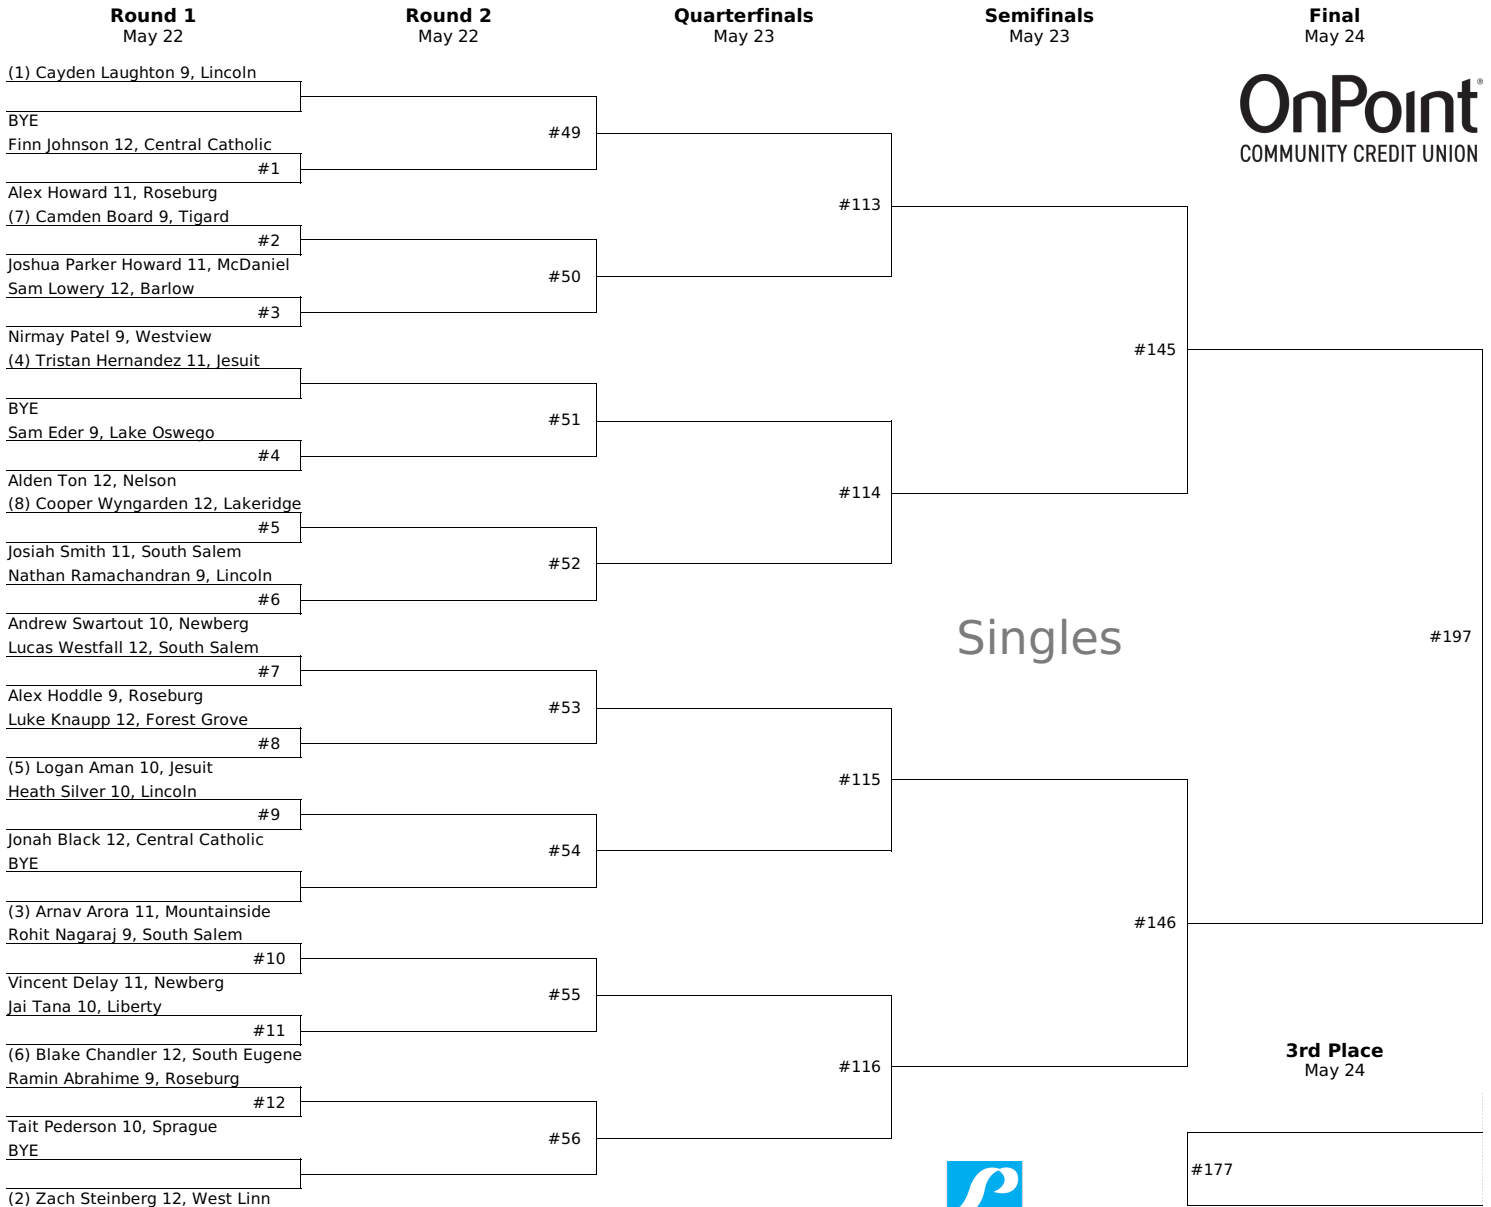 Round 1
May 22
Round 2
May 22
Quarterfinals
May 23
Semifinals
May 23
Final
May 24
(1) Cayden Laughton 9, Lincoln
BYE
Finn Johnson 12, Central Catholic
#1
Alex Howard 11, Roseburg
(7) Camden Board 9, Tigard
#2
Joshua Parker Howard 11, McDaniel
Sam Lowery 12, Barlow
#3
Nirmay Patel 9, Westview
(4) Tristan Hernandez 11, Jesuit
BYE
Sam Eder 9, Lake Oswego
#4
Alden Ton 12, Nelson
(8) Cooper Wyngarden 12, Lakeridge
#5
Josiah Smith 11, South Salem
Nathan Ramachandran 9, Lincoln
#6
Andrew Swartout 10, Newberg
Lucas Westfall 12, South Salem
#7
Alex Hoddle 9, Roseburg
Luke Knaupp 12, Forest Grove
#8
(5) Logan Aman 10, Jesuit
Heath Silver 10, Lincoln
#9
Jonah Black 12, Central Catholic
BYE
(3) Arnav Arora 11, Mountainside
Rohit Nagaraj 9, South Salem
#10
Vincent Delay 11, Newberg
Jai Tana 10, Liberty
#11
(6) Blake Chandler 12, South Eugene
Ramin Abrahime 9, Roseburg
#12
Tait Pederson 10, Sprague
BYE
(2) Zach Steinberg 12, West Linn
#49
#50
#51
#52
#53
#54
#55
#56
#113
#114
#115
#116
#145
#146
#197
OnPoint®
COMMUNITY CREDIT UNION
Singles
3rd Place
May 24
#177